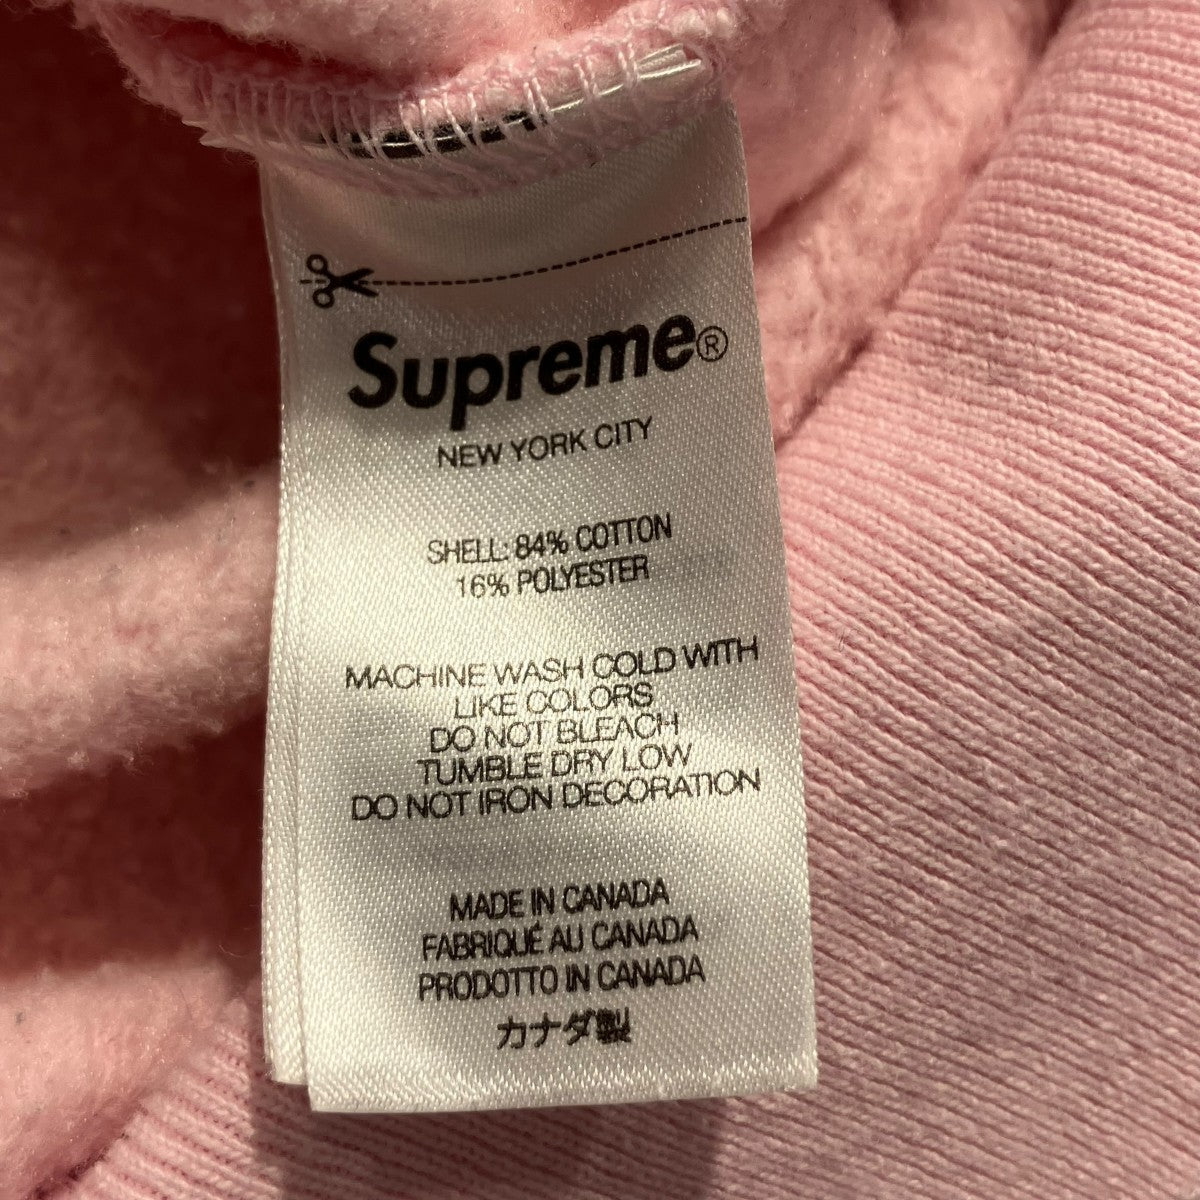 Supreme®
NEW YORK CITY
SHELL: 84% COTTON
16% POLYESTER
MACHINE WASH COLD WITH
LIKE COLORS
DO NOT BLEACH
TUMBLE DRY LOW
DO NOT IRON DECORATION
MADE IN CANADA
FABRIQUÉ AU CANADA
PRODOTTO IN CANADA
カナダ製